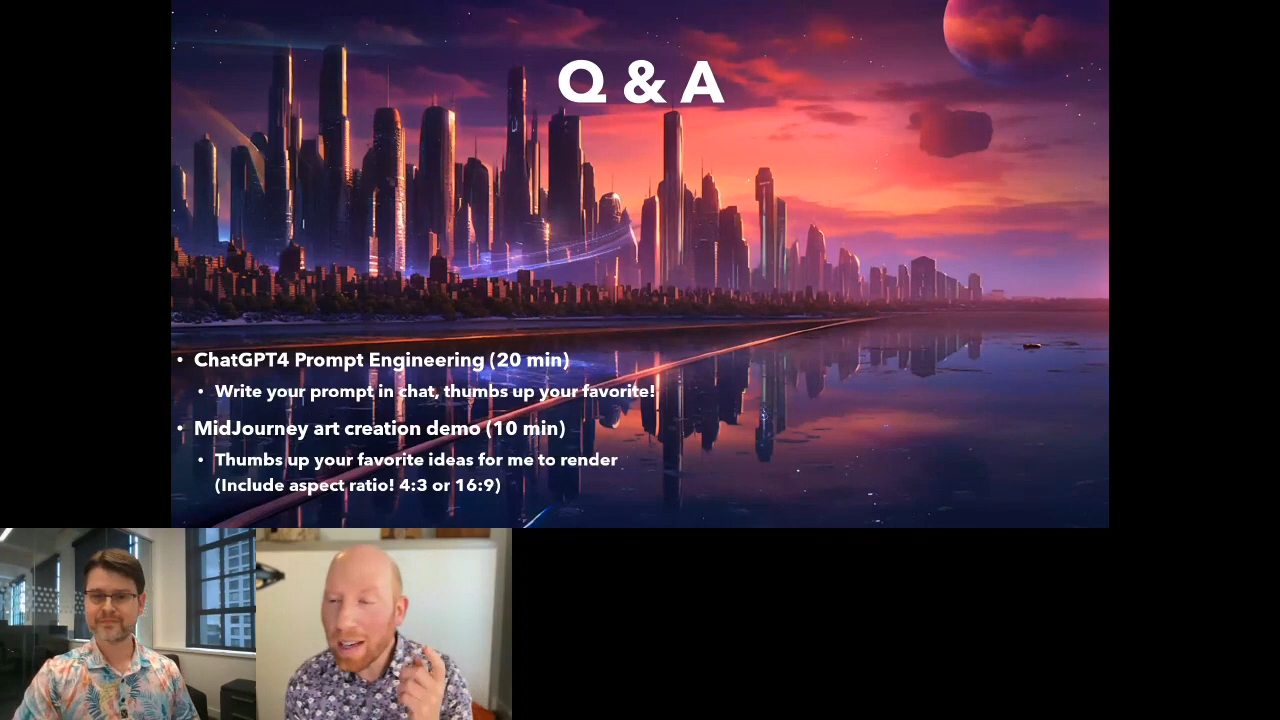 Q & A
• ChatGPT4 Prompt Engineering (20 min)
• Write your prompt in chat, thumbs up your favorite!
• MidJourney art creation demo (10 min)
• Thumbs up your favorite ideas for me to render
(Include aspect ratio! 4:3 or 16:9)